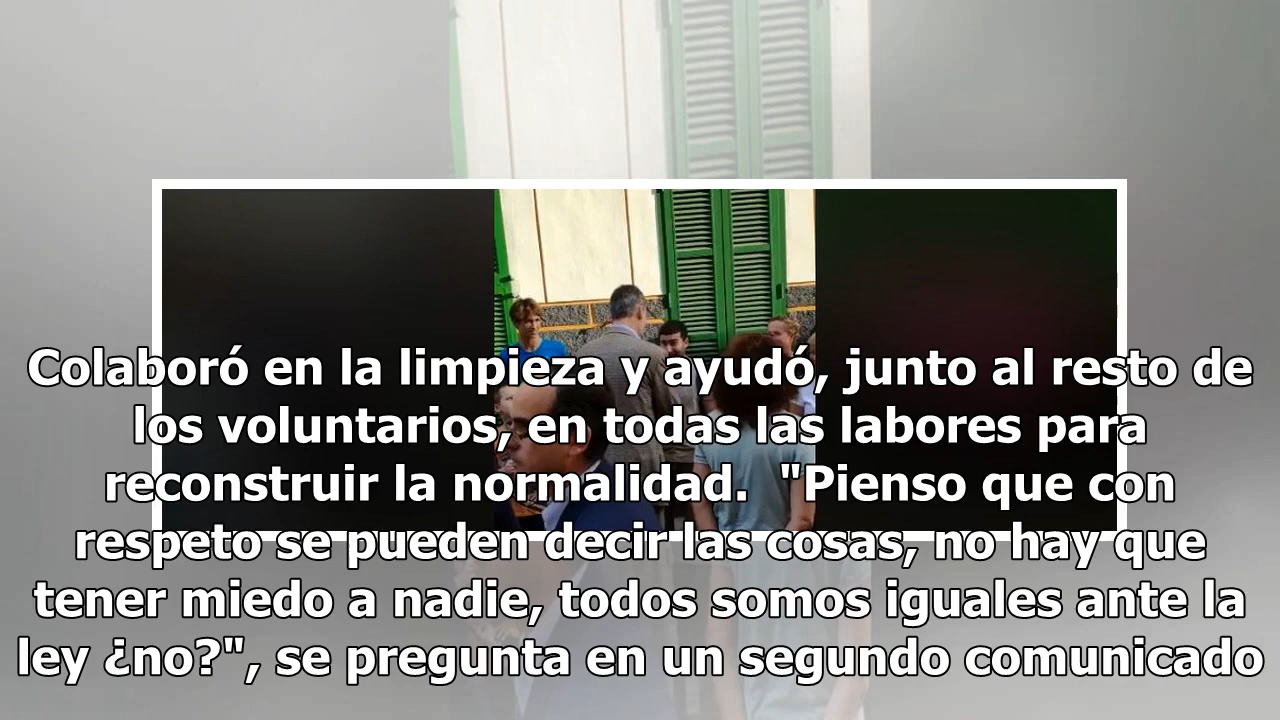 Colaboró en la limpieza y ayudó, junto al resto de
los voluntarios, en todas las labores para
reconstruir la normalidad.  "Pienso que con
respeto se pueden decir las cosas, no hay que
tener miedo a nadie, todos somos iguales ante la
ley ¿no?", se pregunta en un segundo comunicado